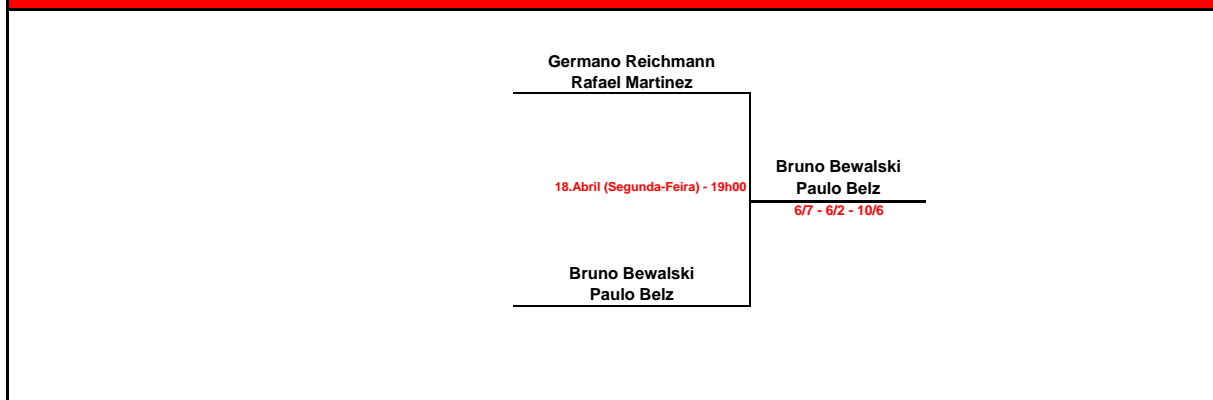 Germano Reichmann
Rafael Martinez
18.Abril (Segunda-Feira) - 19h00
Bruno Bewalski
Paulo Belz
6/7 - 6/2 - 10/6
Bruno Bewalski
Paulo Belz